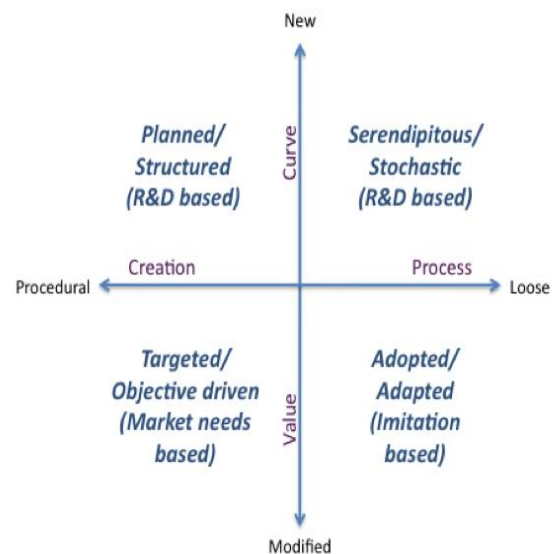 New
Planned/
Structured
(R&D based)
Curve
Serendipitous/
Stochastic
(R&D based)
Creation
Process
Procedural
Loose
Targeted/
Objective driven
(Market needs
based)
Value
Adopted/
Adapted
(Imitation
based)
Modified